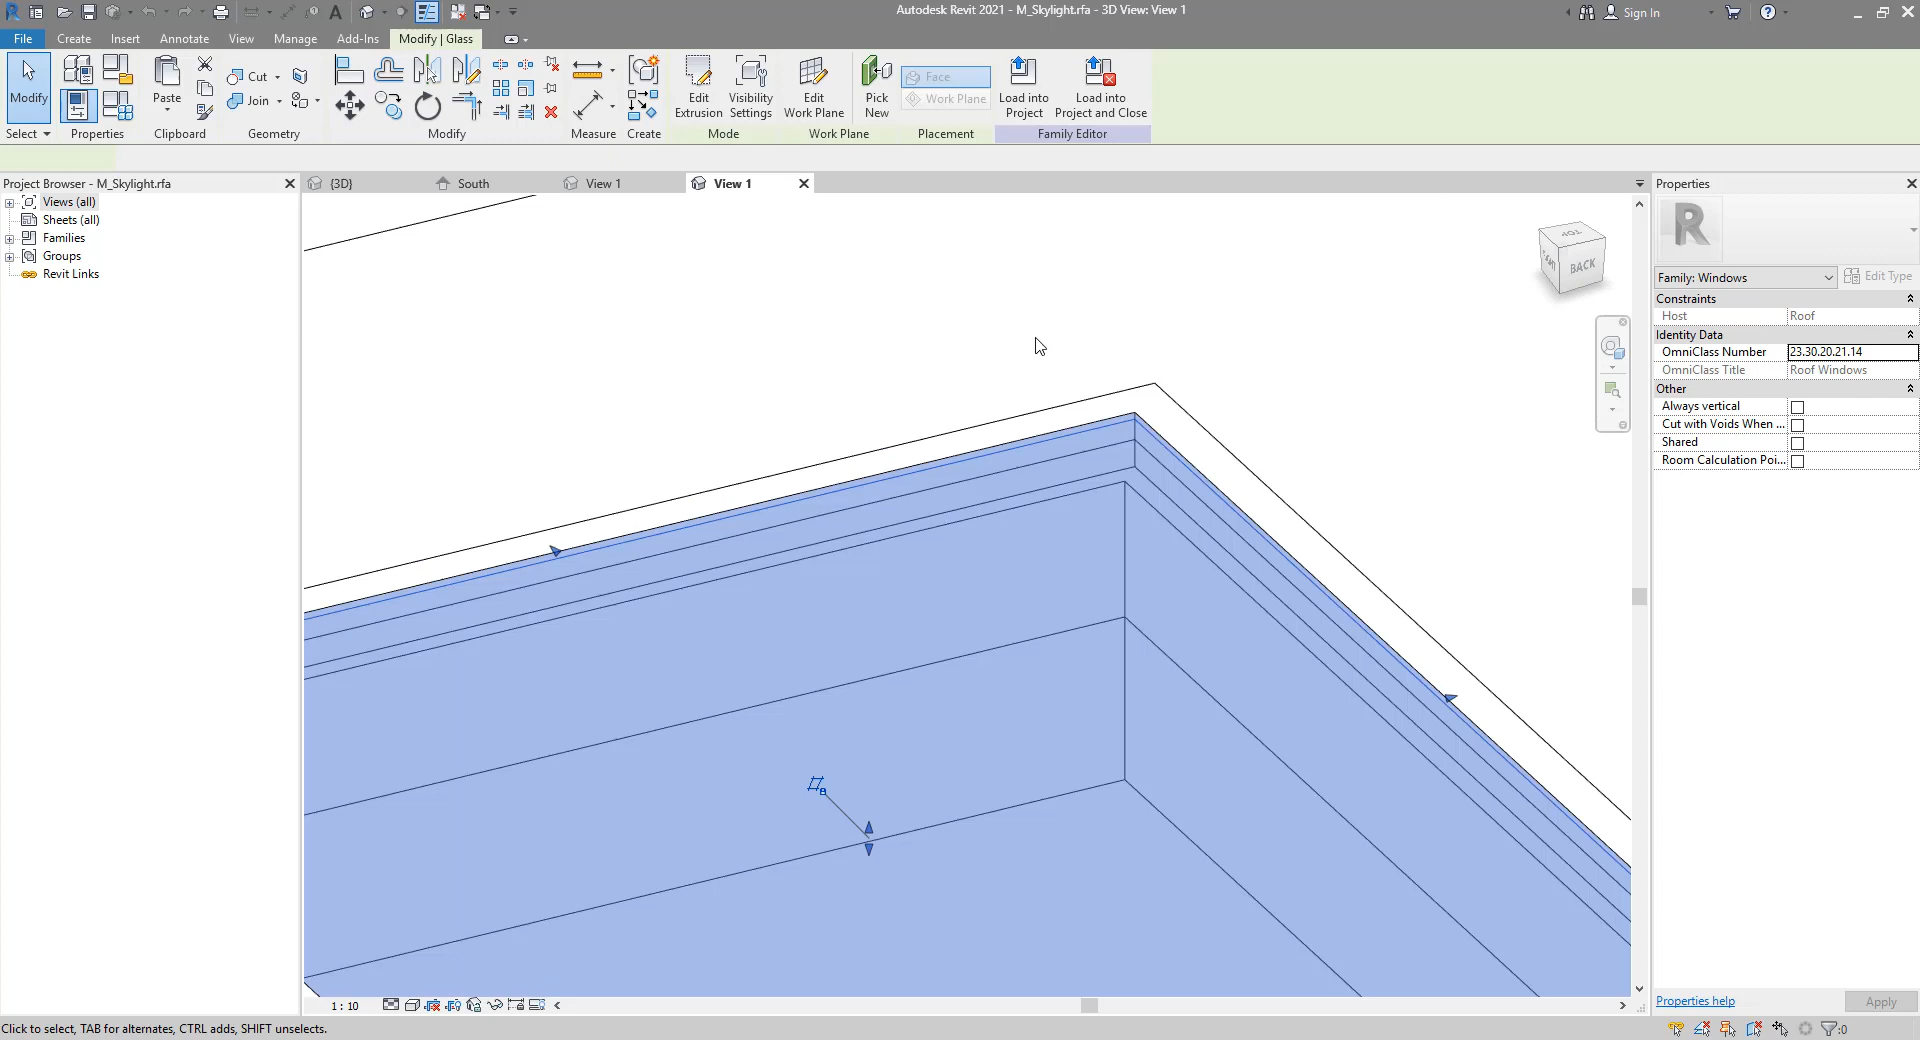 Autodesk Revit 2021 - M_Skylight.rfa - 3D View: View 1
Sign In
File
Create
Insert
Annotate
View
Manage
Add-Ins
Modify | Glass
Modify
Select
Properties
Paste
Clipboard
Cut
Join
Geometry
Modify
Measure
Create
Edit
Extrusion
Visibility
Settings
Mode
Edit
Work Plane
Work Plane
Pick
New
Face
Work Plane
Placement
Load into
Project
Load into
Project and Close
Family Editor
Project Browser - M_Skylight.rfa
Views (all)
Sheets (all)
Families
Groups
Revit Links
{3D}
South
View 1
View 1
TOP
BACK
Properties
R
Family: Windows
Edit Type
Constraints
Host
Roof
Identity Data
OmniClass Number
23.30.20.21.14
OmniClass Title
Roof Windows
Other
Always vertical
Cut with Voids When ...
Shared
Room Calculation Poi...
Properties help
Apply
1 : 10
Click to select, TAB for alternates, CTRL adds, SHIFT unselects.
:0